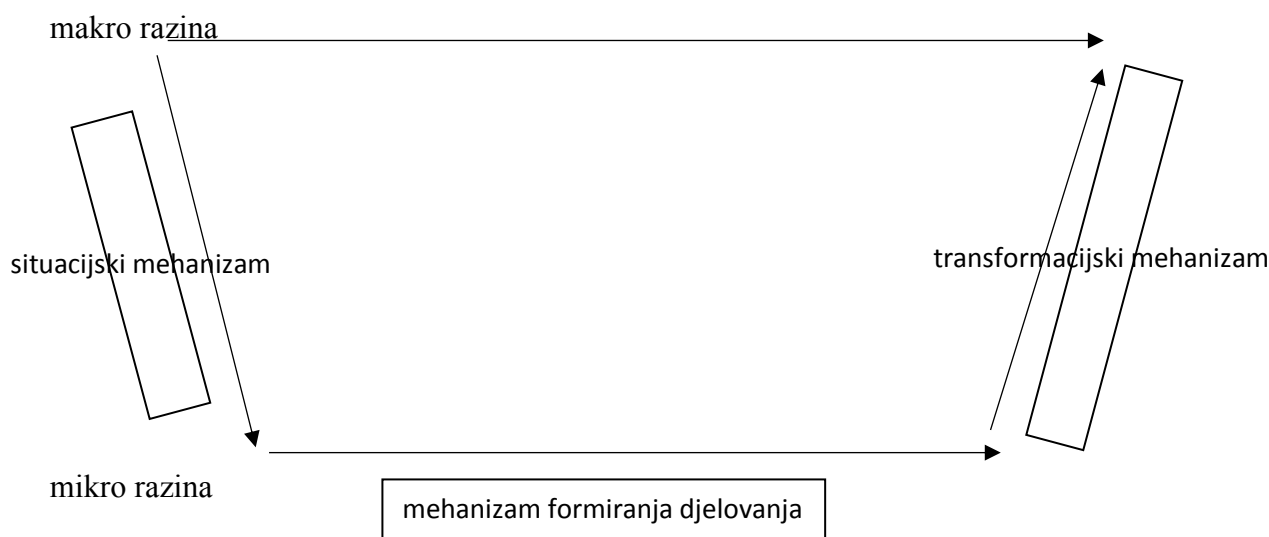 makro razina
situacijski mehanizam
transformacijski mehanizam
mikro razina
mehanizam formiranja djelovanja